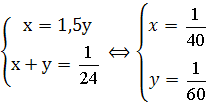 { x = 1,5y
x + y = 1/24 ⇔ { x = 1/40
y = 1/60